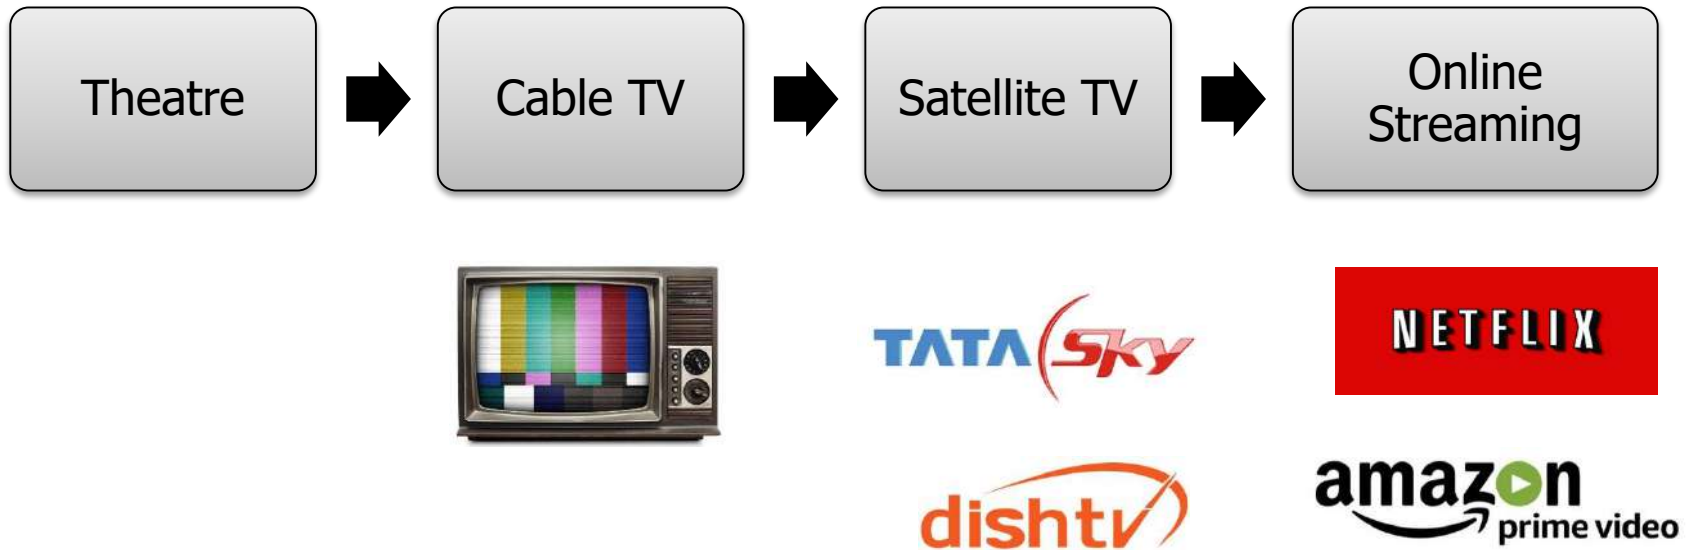 Theatre
Cable TV
Satellite TV
Online
Streaming
TATA Sky
NETFLIX
dishtv
amazon
prime video